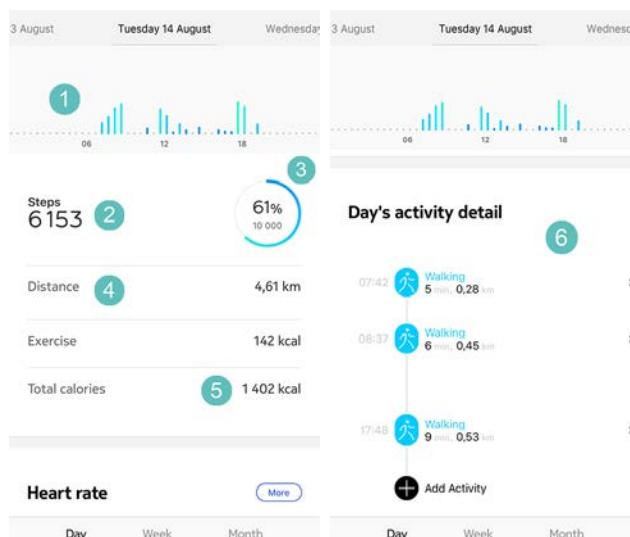 3 August Tuesday 14 August Wednesday
1
06 12 18
3
Steps
6 153 2
61%
10 000
Distance 4 4,61 km
Exercise 142 kcal
Total calories 5 1 402 kcal
Heart rate More
Day Week Month
3 August Tuesday 14 August
06 12 18
Day's activity detail
6
07:42 Walking
5 min, 0,28 km
08:37 Walking
6 min, 0,45 km
17:48 Walking
9 min, 0,53 km
Add Activity
Day Week Month